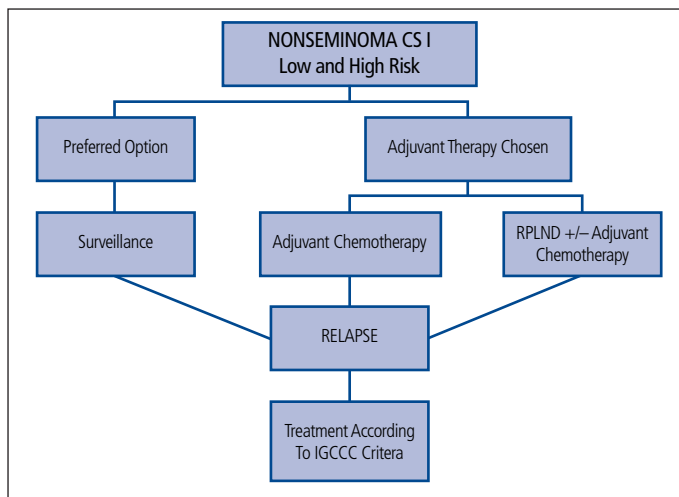 NONSEMINOMA CS I
Low and High Risk
Preferred Option
Adjuvant Therapy Chosen
Surveillance
Adjuvant Chemotherapy
RPLND +/– Adjuvant
Chemotherapy
RELAPSE
Treatment According
To IGCCC Critera